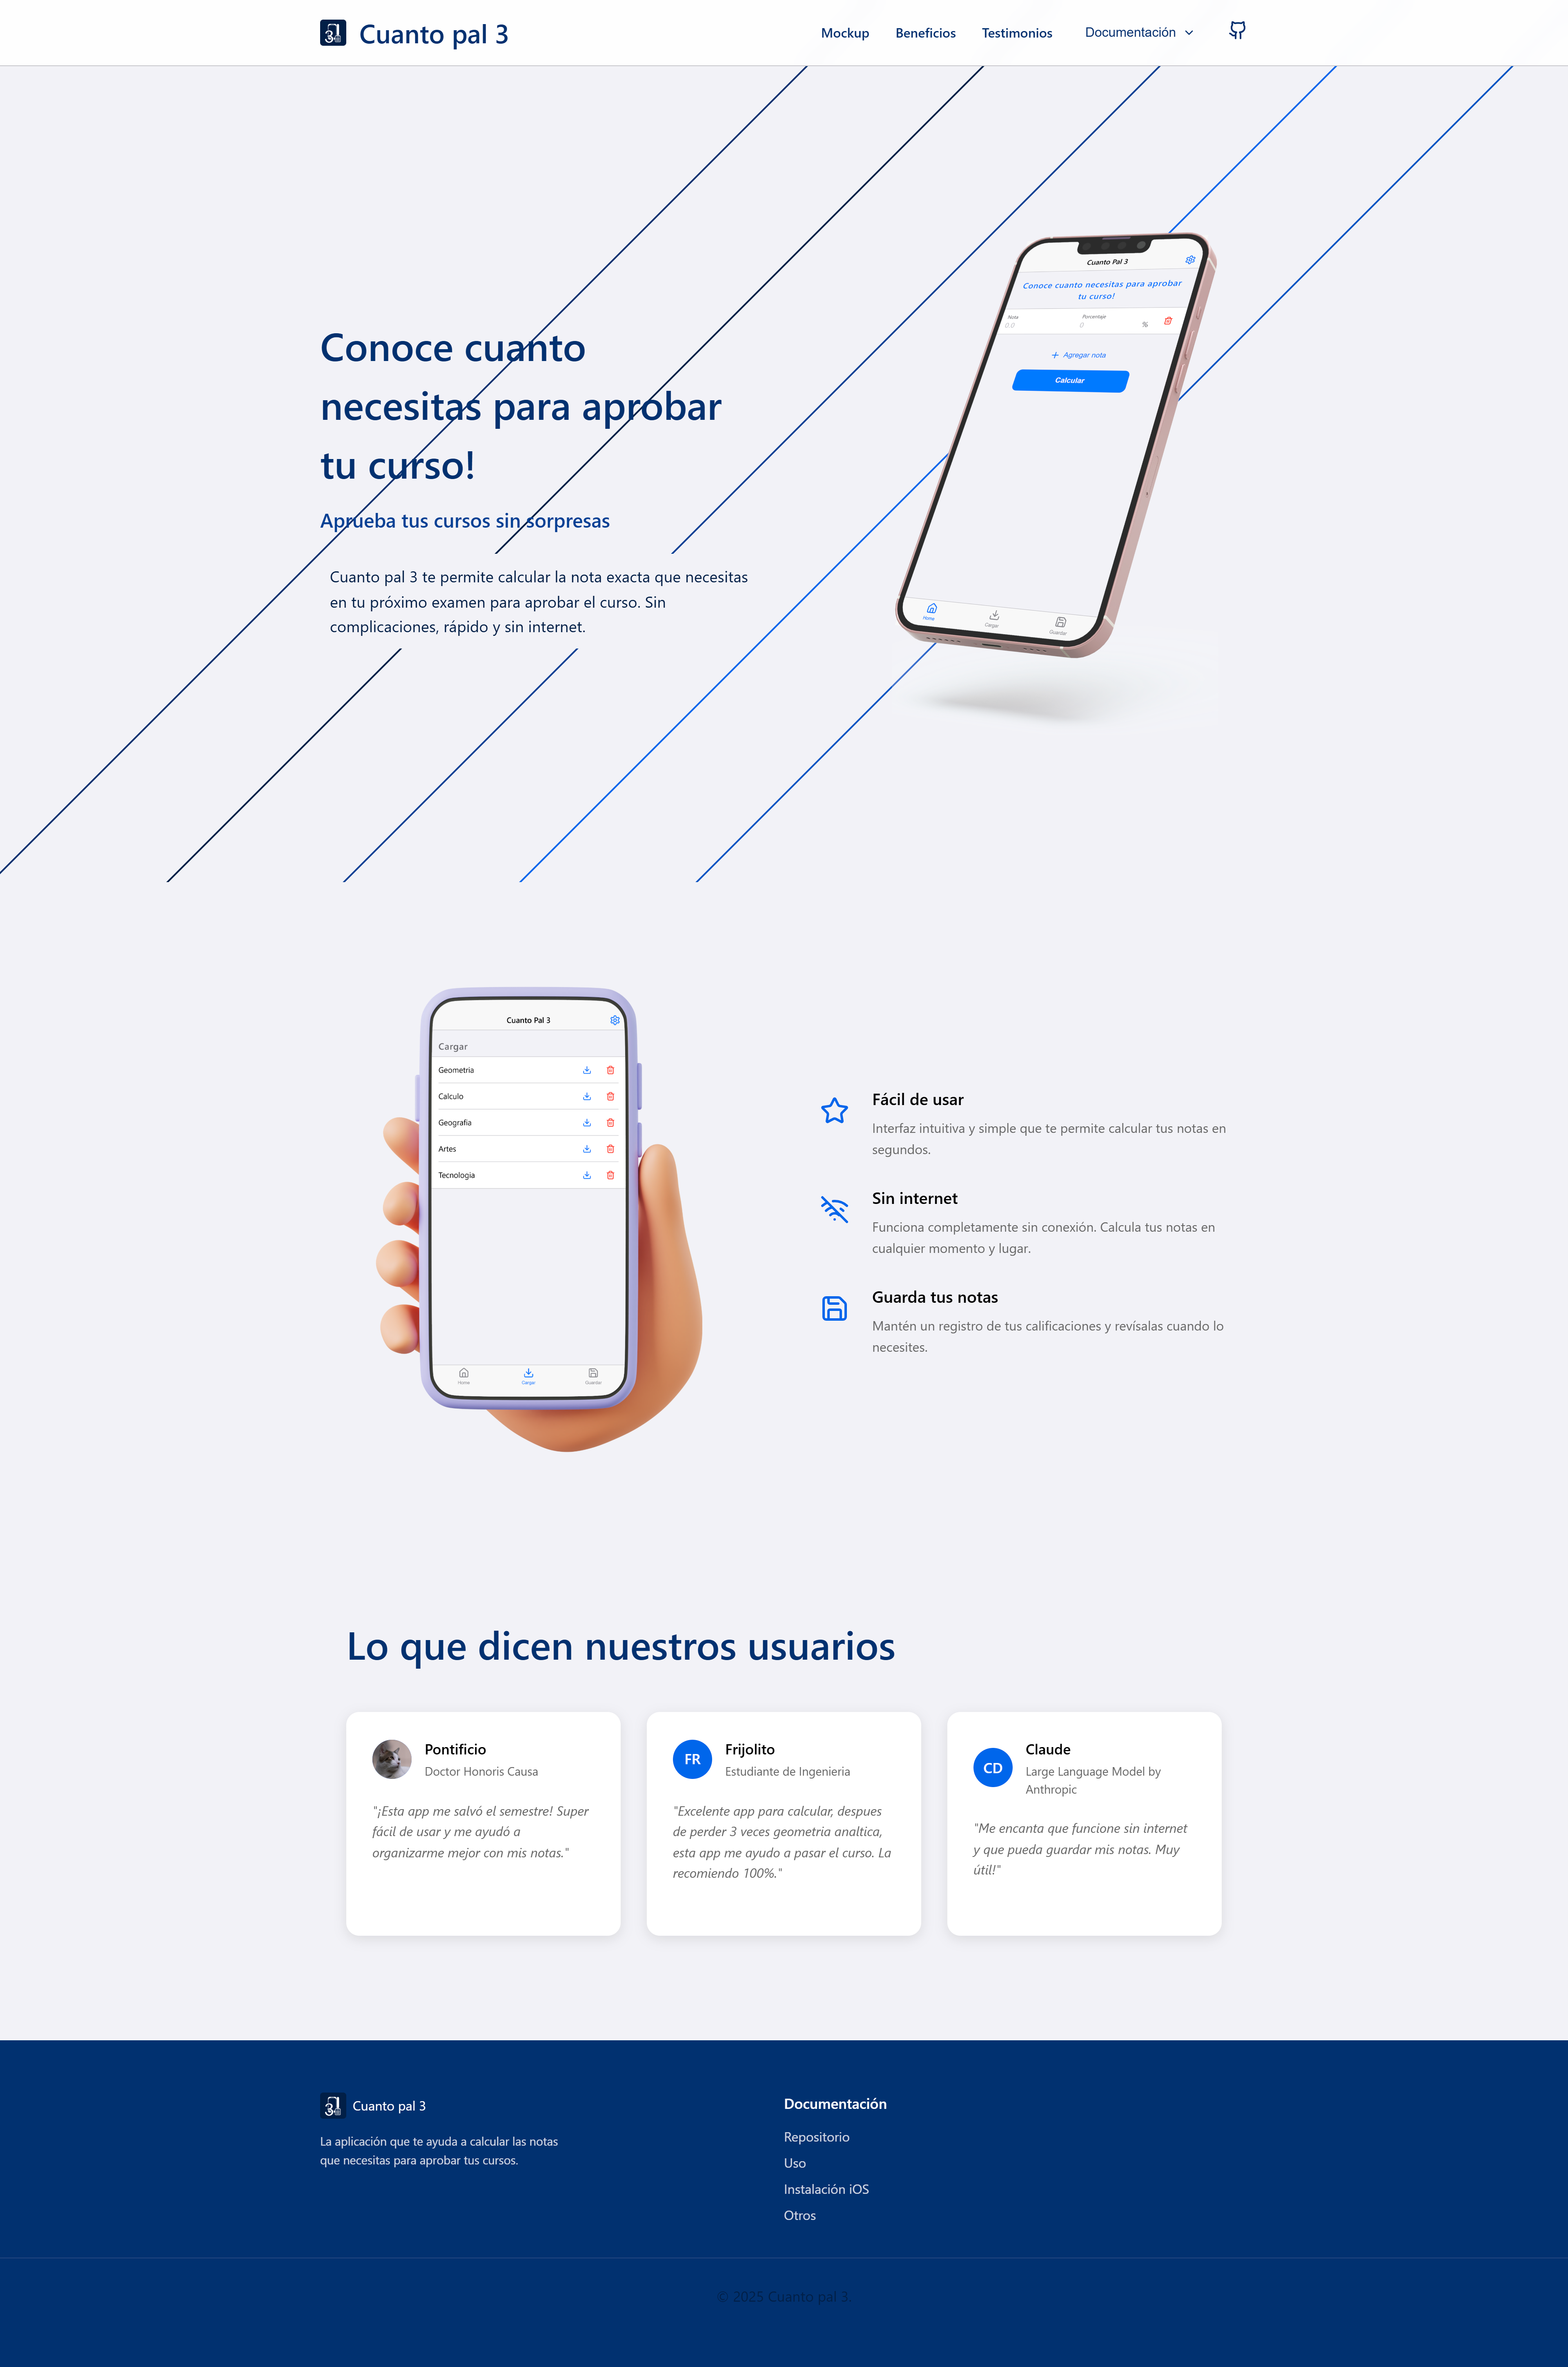 Cuanto pal 3
Mockup
Beneficios
Testimonios
Documentación
Conoce cuanto
necesitas para aprobar
tu curso!
Aprueba tus cursos sin sorpresas
Cuanto pal 3 te permite calcular la nota exacta que necesitas
en tu próximo examen para aprobar el curso. Sin
complicaciones, rápido y sin internet.
Cuanto Pal 3
Conoce cuanto necesitas para aprobar
tu curso!
Nota
Porcentaje
0.0
0
%
Agregar nota
Calcular
Home
Cargar
Guardar
Cuanto Pal 3
Cargar
Geometria
Calculo
Geografia
Artes
Tecnologia
Home
Cargar
Guardar
Fácil de usar
Interfaz intuitiva y simple que te permite calcular tus notas en
segundos.
Sin internet
Funciona completamente sin conexión. Calcula tus notas en
cualquier momento y lugar.
Guarda tus notas
Mantén un registro de tus calificaciones y revísalas cuando lo
necesites.
Lo que dicen nuestros usuarios
Pontificio
Doctor Honoris Causa
"¡Esta app me salvó el semestre! Super
fácil de usar y me ayudó a
organizarme mejor con mis notas."
FR
Frijolito
Estudiante de Ingenieria
"Excelente app para calcular, despues
de perder 3 veces geometria analtica,
esta app me ayudo a pasar el curso. La
recomiendo 100%."
CD
Claude
Large Language Model by
Anthropic
"Me encanta que funcione sin internet
y que pueda guardar mis notas. Muy
útil!"
Cuanto pal 3
La aplicación que te ayuda a calcular las notas
que necesitas para aprobar tus cursos.
Documentación
Repositorio
Uso
Instalación iOS
Otros
© 2025 Cuanto pal 3.